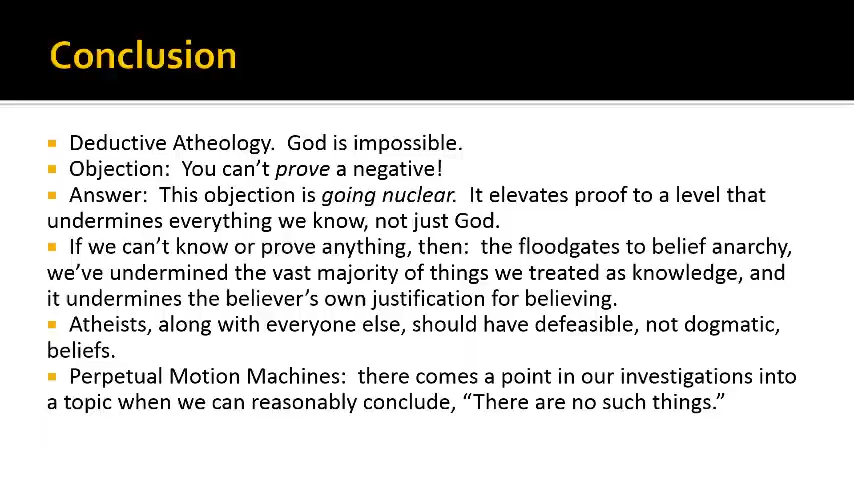 Conclusion
Deductive Atheology.  God is impossible.
Objection:  You can't prove a negative!
Answer:  This objection is going nuclear.  It elevates proof to a level that
undermines everything we know, not just God.
If we can't know or prove anything, then:  the floodgates to belief anarchy,
we've undermined the vast majority of things we treated as knowledge, and
it undermines the believer's own justification for believing.
Atheists, along with everyone else, should have defeasible, not dogmatic,
beliefs.
Perpetual Motion Machines:  there comes a point in our investigations into
a topic when we can reasonably conclude, “There are no such things.”